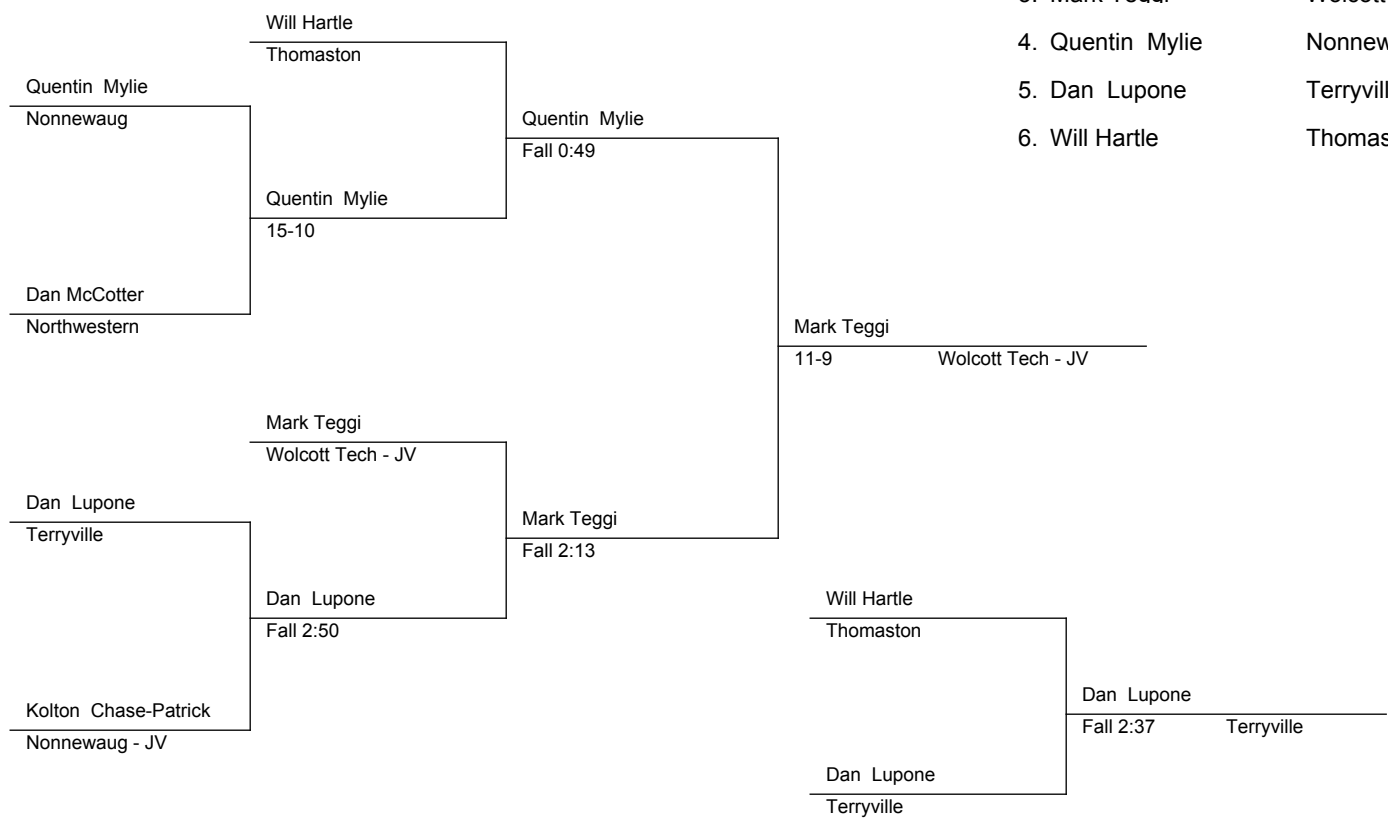 3. Mark Teggi
Will Hartle
Thomaston
4. Quentin Mylie
Quentin Mylie
Nonnewaug
5. Dan Lupone
Quentin Mylie
Fall 0:49
6. Will Hartle
Quentin Mylie
15-10
Dan McCotter
Northwestern
Mark Teggi
11-9 Wolcott Tech - JV
Mark Teggi
Wolcott Tech - JV
Dan Lupone
Terryville
Mark Teggi
Fall 2:13
Dan Lupone
Fall 2:50
Will Hartle
Thomaston
Kolton Chase-Patrick
Nonnewaug - JV
Dan Lupone
Fall 2:37 Terryville
Dan Lupone
Terryville